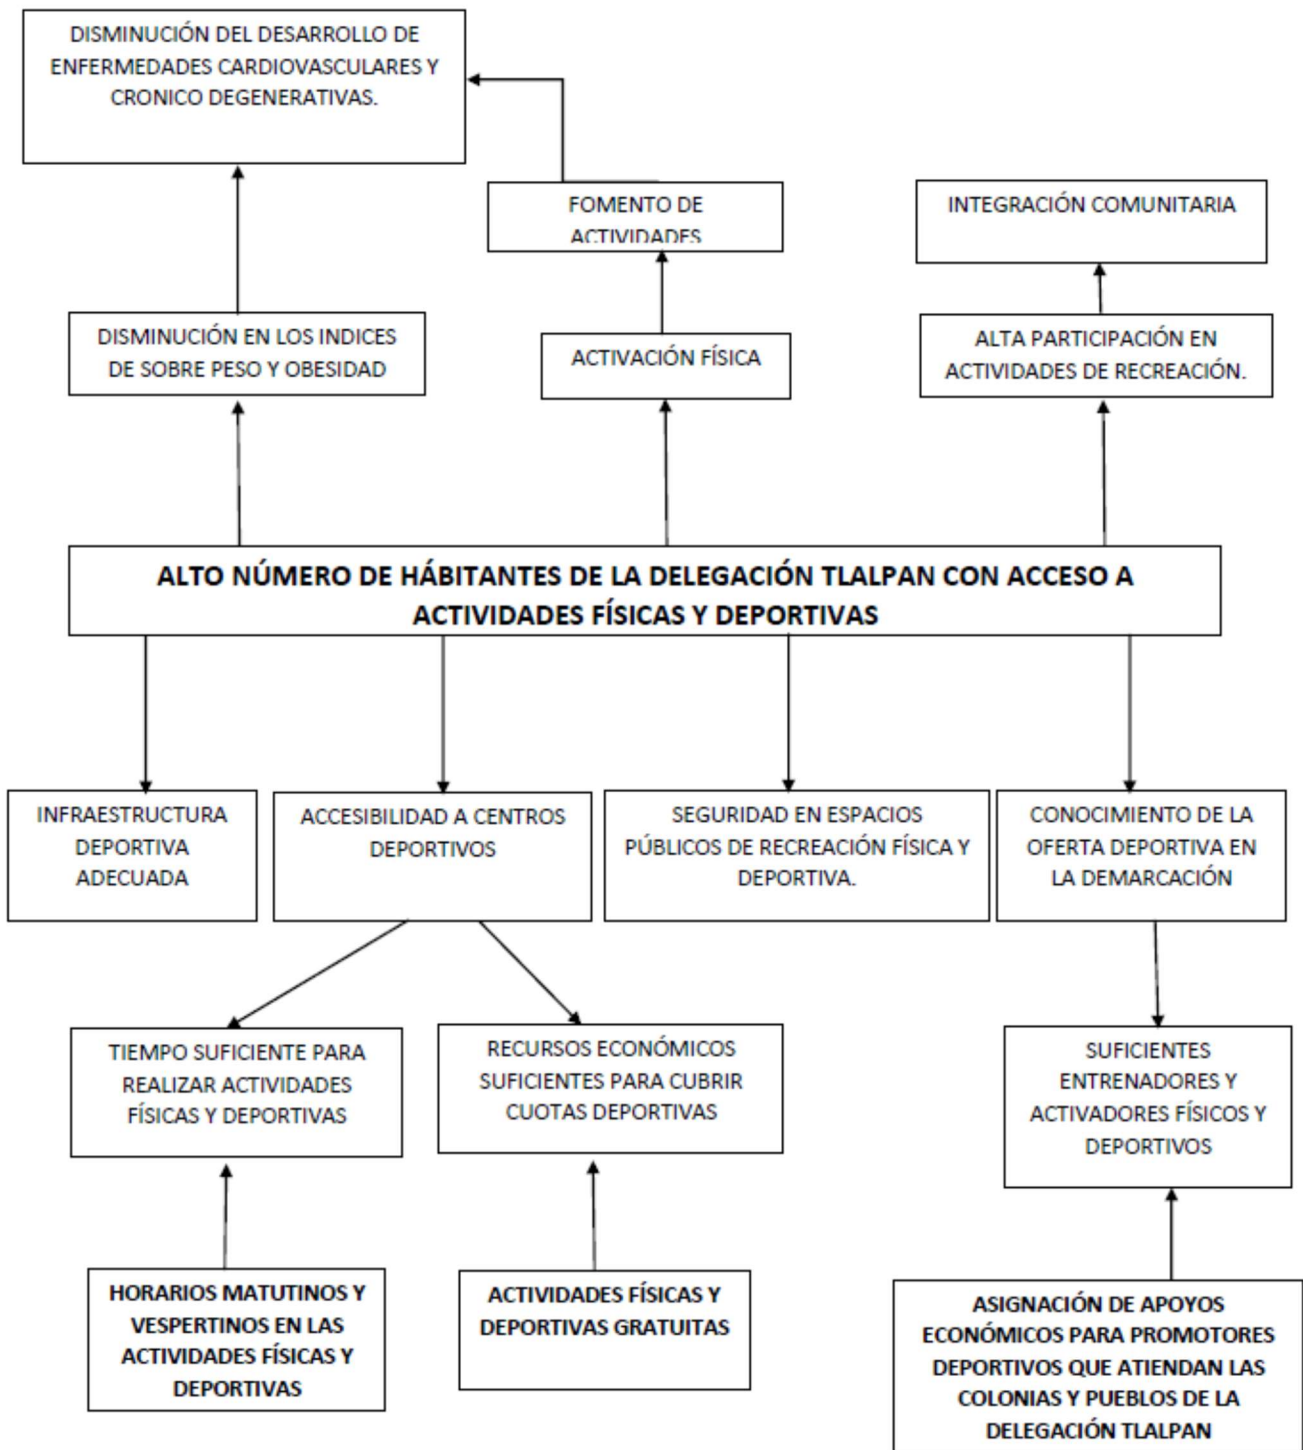 DISMINUCIÓN DEL DESARROLLO DE
ENFERMEDADES CARDIOVASCULARES Y
CRONICO DEGENERATIVAS.
FOMENTO DE
ACTIVIDADES
INTEGRACIÓN COMUNITARIA
DISMINUCIÓN EN LOS INDICES
DE SOBRE PESO Y OBESIDAD
ACTIVACIÓN FÍSICA
ALTA PARTICIPACIÓN EN
ACTIVIDADES DE RECREACIÓN.
ALTO NÚMERO DE HÁBITANTES DE LA DELEGACIÓN TLALPAN CON ACCESO A
ACTIVIDADES FÍSICAS Y DEPORTIVAS
INFRAESTRUCTURA
DEPORTIVA
ADECUADA
ACCESIBILIDAD A CENTROS
DEPORTIVOS
SEGURIDAD EN ESPACIOS
PÚBLICOS DE RECREACIÓN FÍSICA Y
DEPORTIVA.
CONOCIMIENTO DE LA
OFERTA DEPORTIVA EN
LA DEMARCACIÓN
TIEMPO SUFICIENTE PARA
REALIZAR ACTIVIDADES
FÍSICAS Y DEPORTIVAS
RECURSOS ECONÓMICOS
SUFICIENTES PARA CUBRIR
CUOTAS DEPORTIVAS
SUFICIENTES
ENTRENADORES Y
ACTIVADORES FÍSICOS Y
DEPORTIVOS
HORARIOS MATUTINOS Y
VESPERTINOS EN LAS
ACTIVIDADES FÍSICAS Y
DEPORTIVAS
ACTIVIDADES FÍSICAS Y
DEPORTIVAS GRATUITAS
ASIGNACIÓN DE APOYOS
ECONÓMICOS PARA PROMOTORES
DEPORTIVOS QUE ATIENDAN LAS
COLONIAS Y PUEBLOS DE LA
DELEGACIÓN TLALPAN